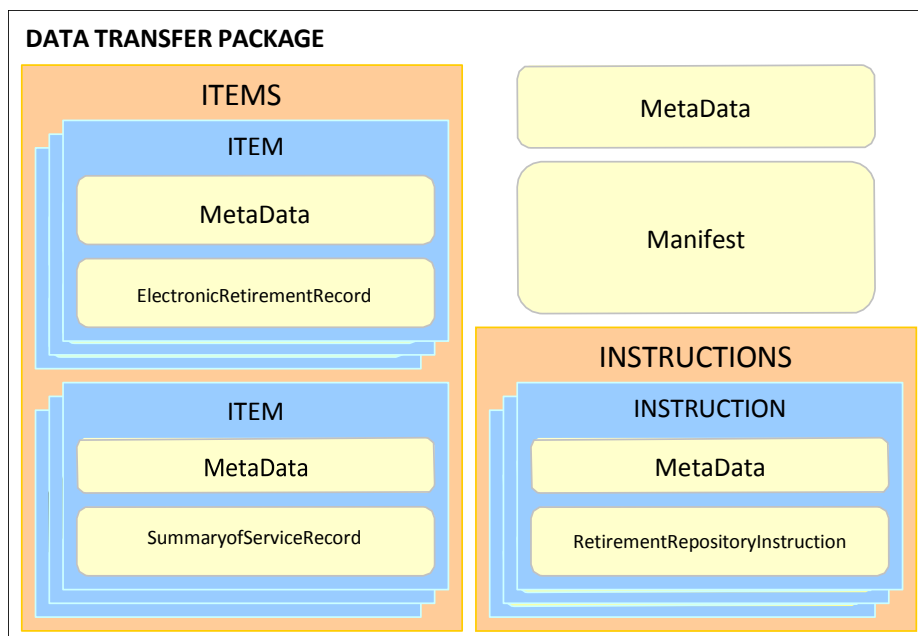 DATA TRANSFER PACKAGE
ITEMS
ITEM
MetaData
ElectronicRetirementRecord
ITEM
MetaData
SummaryofServiceRecord
MetaData
Manifest
INSTRUCTIONS
INSTRUCTION
MetaData
RetirementRepositoryInstruction